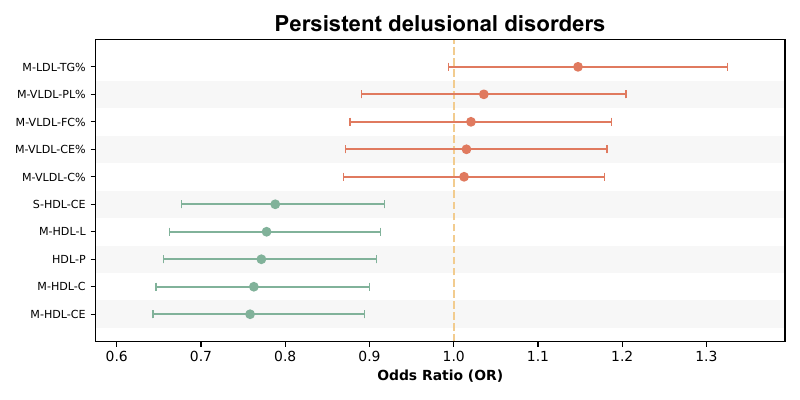 Persistent delusional disorders
M-LDL-TG%
M-VLDL-PL%
M-VLDL-FC%
M-VLDL-CE%
M-VLDL-C%
S-HDL-CE
M-HDL-L
HDL-P
M-HDL-C
M-HDL-CE
0.6 0.7 0.8 0.9 1.0 1.1 1.2 1.3
Odds Ratio (OR)